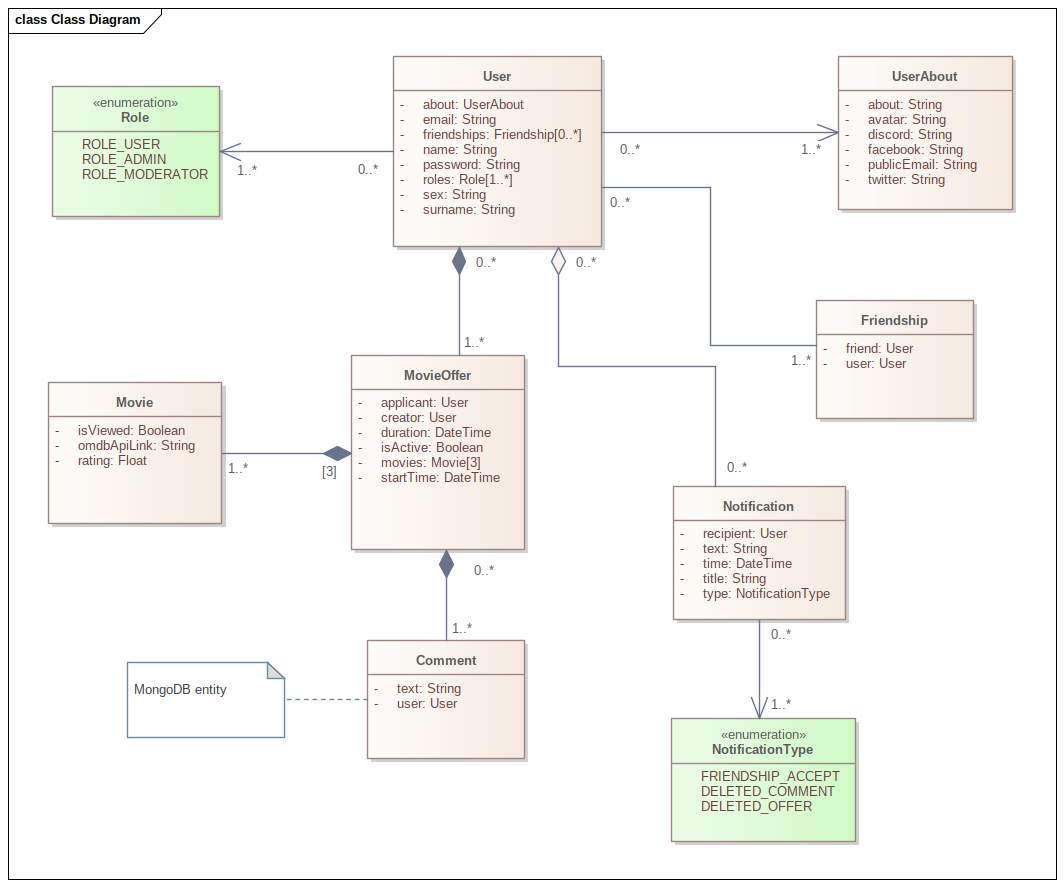 class Class Diagram
«enumeration»
Role
ROLE_USER
ROLE_ADMIN
ROLE_MODERATOR
1..*
0..*
User
- about: UserAbout
- email: String
- friendships: Friendship[0..*]
- name: String
- password: String
- roles: Role[1..*]
- sex: String
- surname: String
0..*
1..*
UserAbout
- about: String
- avatar: String
- discord: String
- facebook: String
- publicEmail: String
- twitter: String
0..*
0..*
0..*
Friendship
- friend: User
- user: User
1..*
1..*
MovieOffer
- applicant: User
- creator: User
- duration: DateTime
- isActive: Boolean
- movies: Movie[3]
- startTime: DateTime
Movie
- isViewed: Boolean
- omdbApiLink: String
- rating: Float
1..*
[3]
0..*
Notification
- recipient: User
- text: String
- time: DateTime
- title: String
- type: NotificationType
0..*
1..*
Comment
- text: String
- user: User
MongoDB entity
0..*
1..*
«enumeration»
NotificationType
FRIENDSHIP_ACCEPT
DELETED_COMMENT
DELETED_OFFER